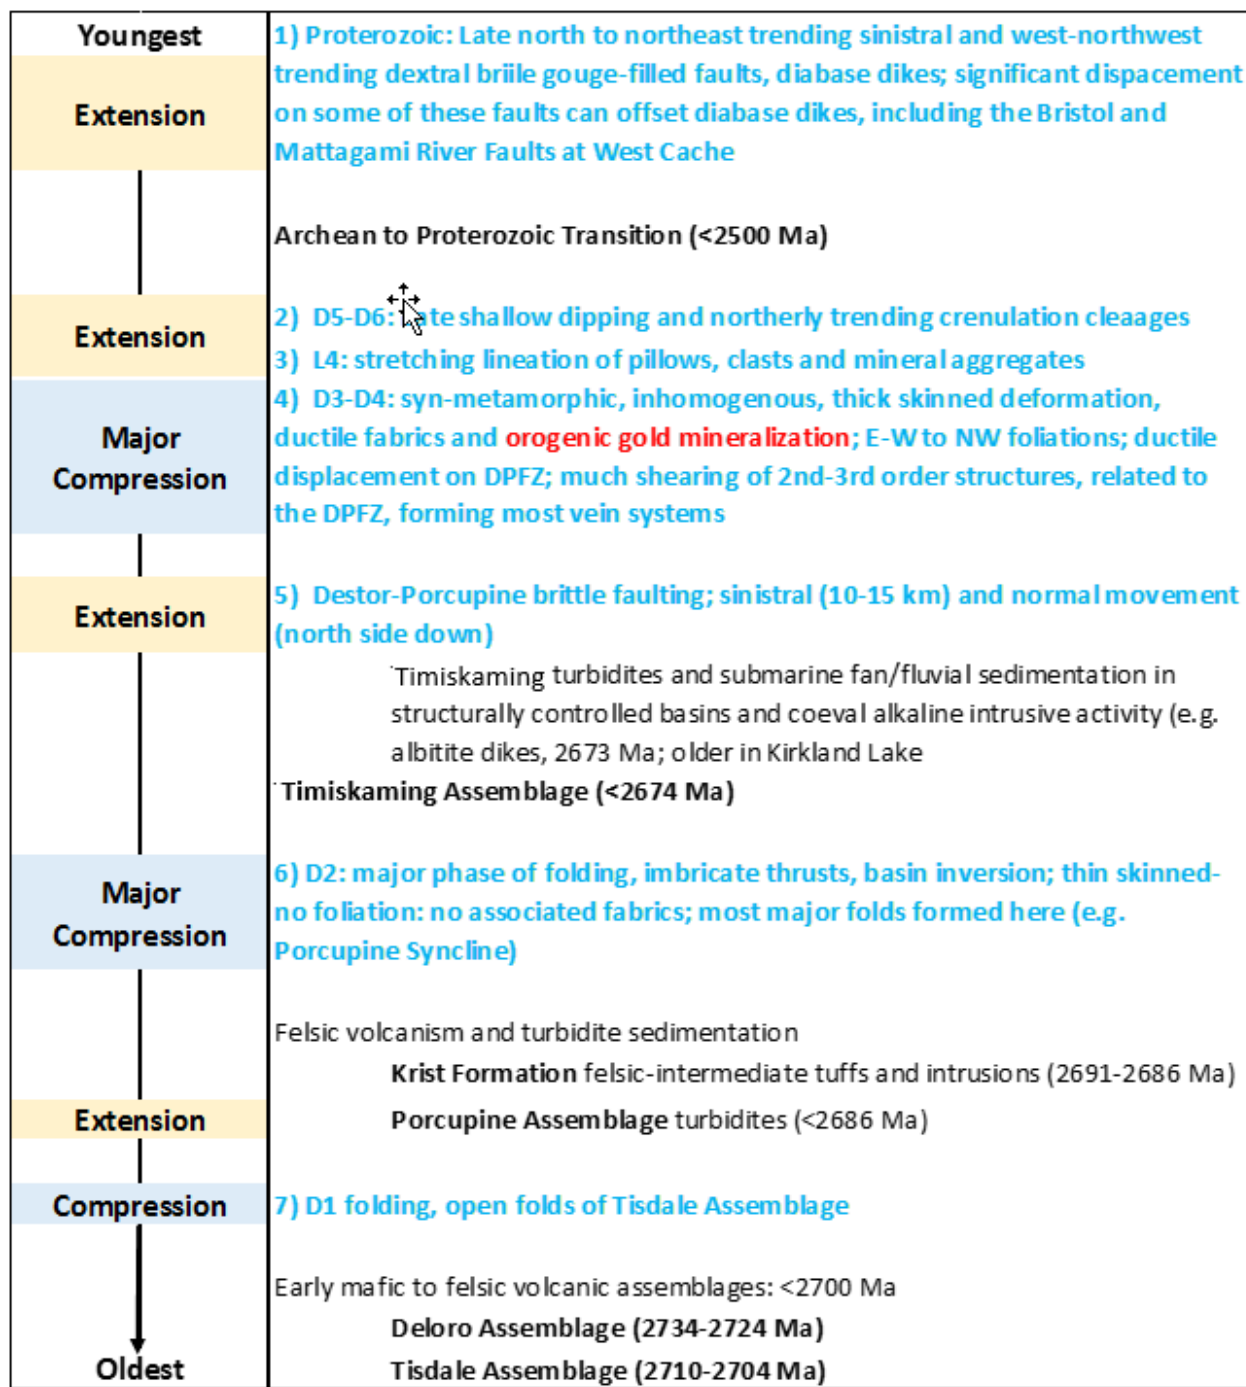 Youngest
1) Proterozoic: Late north to northeast trending sinistral and west-northwest
trending dextral briile gouge-filled faults, diabase dikes; significant dispacement
Extension
on some of these faults can offset diabase dikes, including the Bristol and
Mattagami River Faults at West Cache
Archean to Proterozoic Transition (<2500 Ma)
Extension
2) D5-D6: shallow dipping and northerly trending crenulation cleaages
3) L4: stretching lineation of pillows, clasts and mineral aggregates
Major
Compression
4) D3-D4: syn-metamorphic, inhomogenous, thick skinned deformation,
ductile fabrics and orogenic gold mineralization; E-W to NW foliations; ductile
displacement on DPFZ; much shearing of 2nd-3rd order structures, related to
the DPFZ, forming most vein systems
Extension
5) Destor-Porcupine brittle faulting; sinistral (10-15 km) and normal movement
(north side down)
Timiskaming turbidites and submarine fan/fluvial sedimentation in
structurally controlled basins and coeval alkaline intrusive activity (e.g.
albitite dikes, 2673 Ma; older in Kirkland Lake
Timiskaming Assemblage (<2674 Ma)
Major
Compression
6) D2: major phase of folding, imbricate thrusts, basin inversion; thin skinned-
no foliation: no associated fabrics; most major folds formed here (e.g.
Porcupine Syncline)
Felsic volcanism and turbidite sedimentation
Krist Formation felsic-intermediate tuffs and intrusions (2691-2686 Ma)
Extension
Porcupine Assemblage turbidites (<2686 Ma)
Compression
7) D1 folding, open folds of Tisdale Assemblage
Early mafic to felsic volcanic assemblages: <2700 Ma
Deloro Assemblage (2734-2724 Ma)
Oldest
Tisdale Assemblage (2710-2704 Ma)